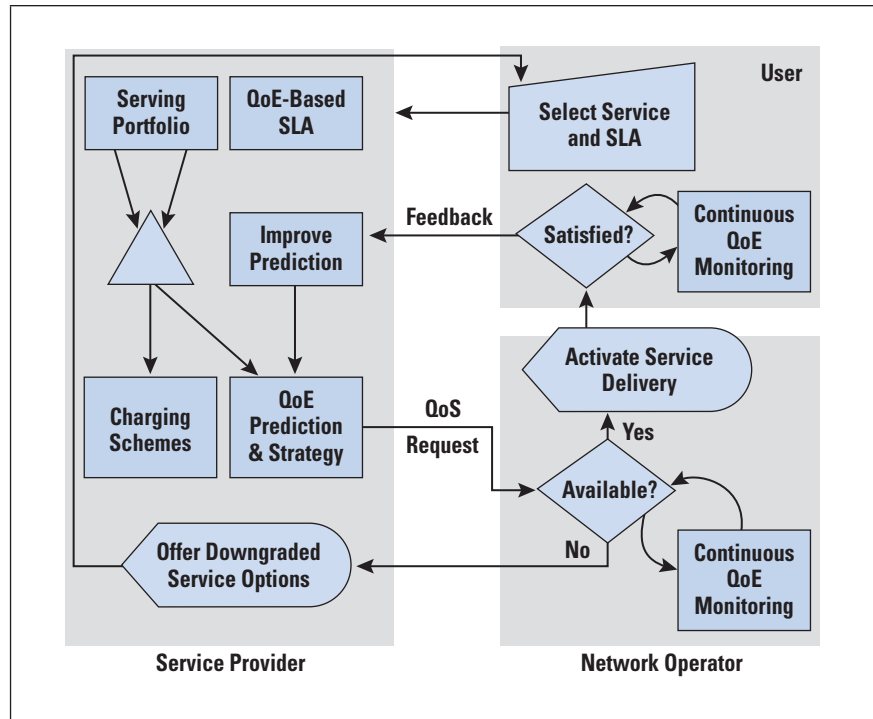 User
Serving
Portfolio
QoE-Based
SLA
Select Service
and SLA
Feedback
Improve
Prediction
Satisfied?
Continuous
QoE
Monitoring
Activate Service
Delivery
Charging
Schemes
QoE
Prediction
& Strategy
QoS
Request
Yes
Available?
No
Offer Downgraded
Service Options
Continuous
QoE
Monitoring
Service Provider
Network Operator